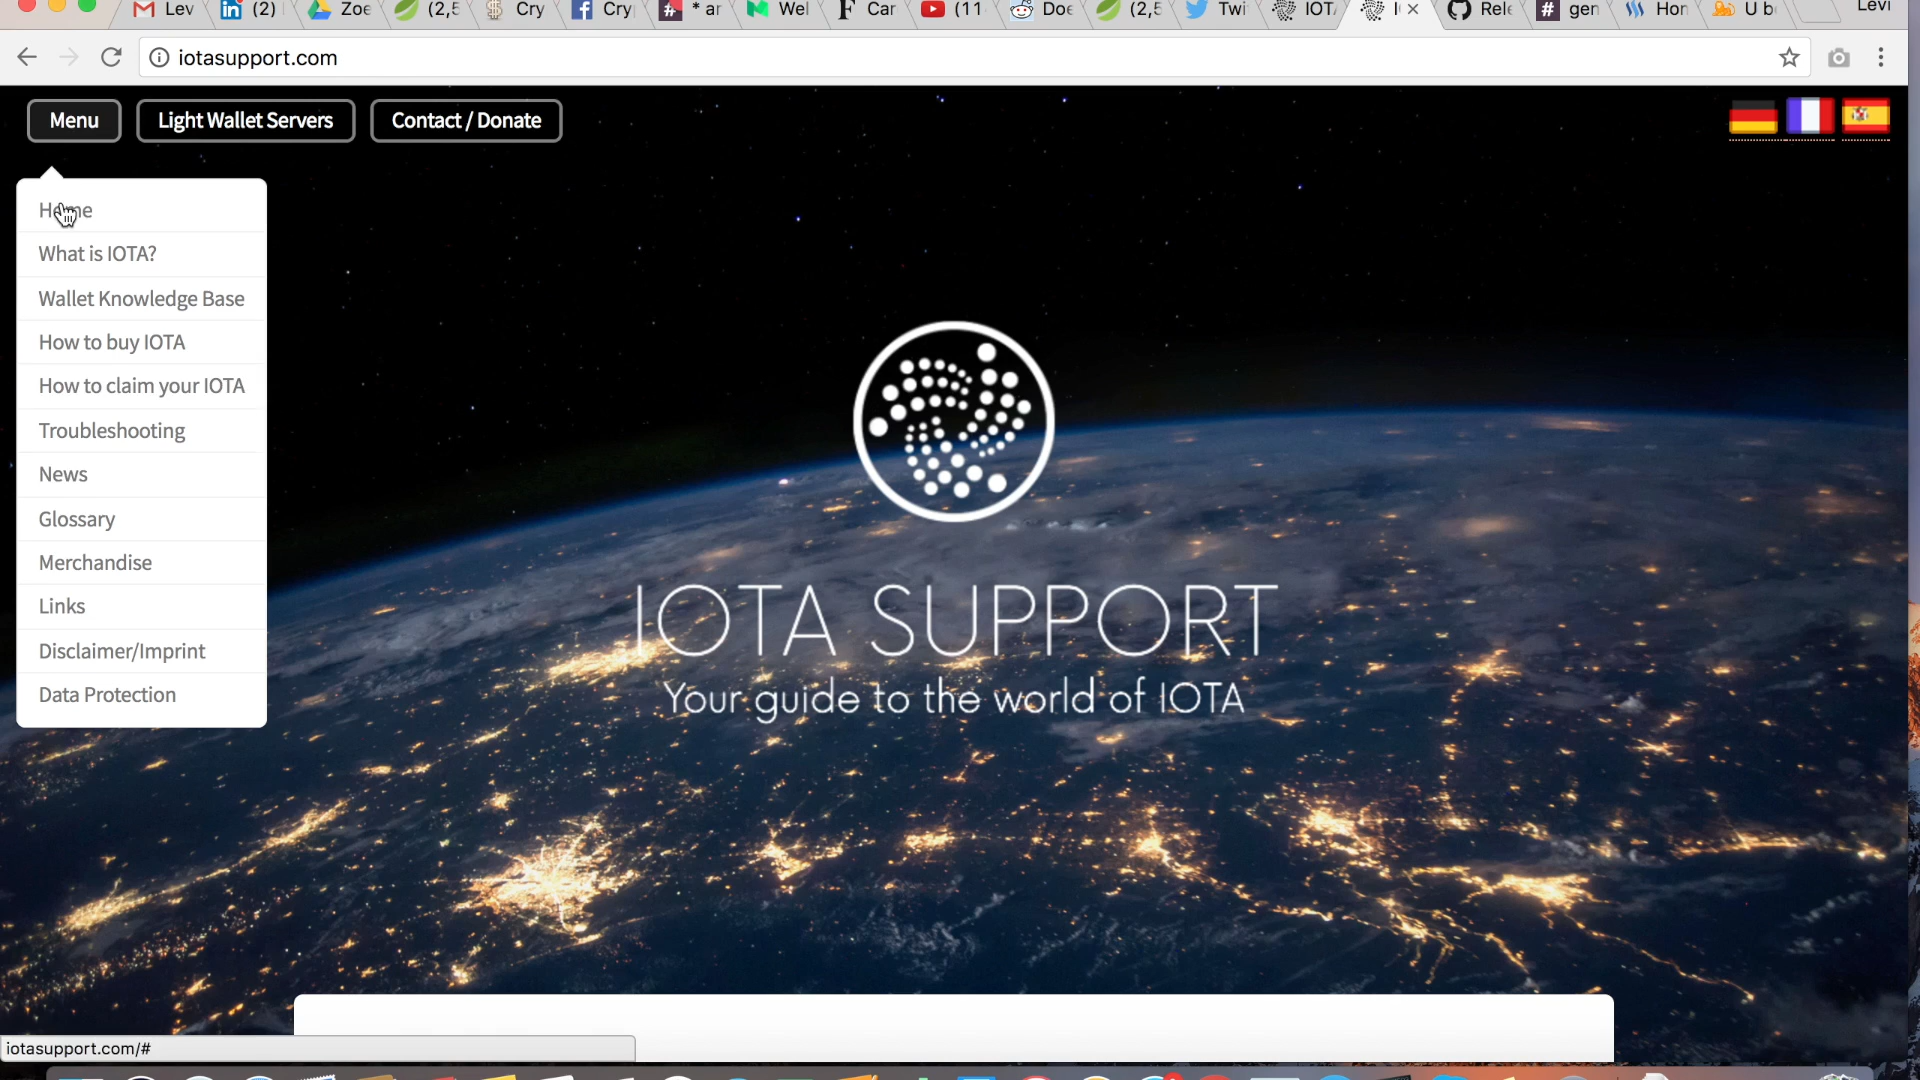 Lev
(2)
Zoe
(2,5
Cry
Cry
* ar
Wel
Car
(11
Doe
(2,5
Twi
IOT
Rele
gen
Hor
U b
Levi
iotasupport.com
Menu
Light Wallet Servers
Contact / Donate
Home
What is IOTA?
Wallet Knowledge Base
How to buy IOTA
How to claim your IOTA
Troubleshooting
News
Glossary
Merchandise
Links
Disclaimer/Imprint
Data Protection
IOTA SUPPORT
Your guide to the world of IOTA
iotasupport.com/#